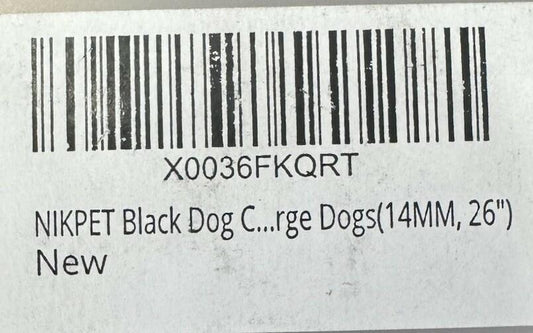 X0036FKQRT
NIKPET Black Dog C...rge Dogs(14MM, 26")
New